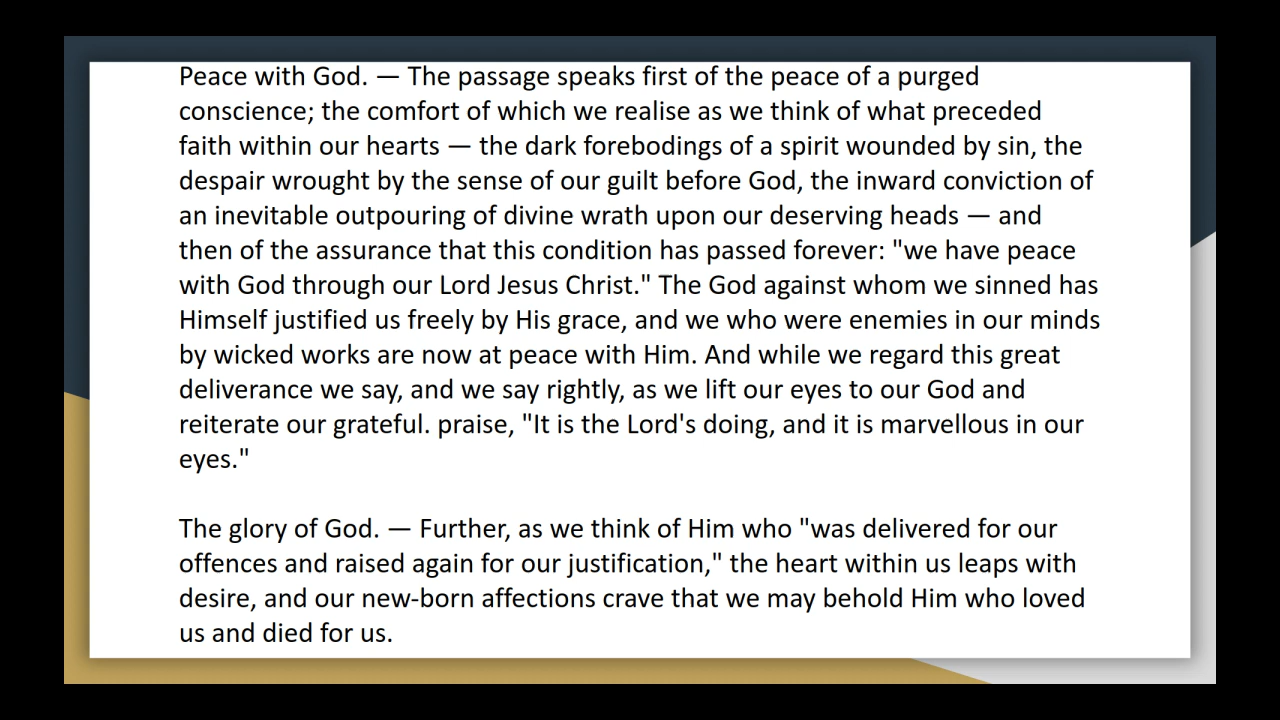 Peace with God. — The passage speaks first of the peace of a purged
conscience; the comfort of which we realise as we think of what preceded
faith within our hearts — the dark forebodings of a spirit wounded by sin, the
despair wrought by the sense of our guilt before God, the inward conviction of
an inevitable outpouring of divine wrath upon our deserving heads — and
then of the assurance that this condition has passed forever: "we have peace
with God through our Lord Jesus Christ." The God against whom we sinned has
Himself justified us freely by His grace, and we who were enemies in our minds
by wicked works are now at peace with Him. And while we regard this great
deliverance we say, and we say rightly, as we lift our eyes to our God and
reiterate our grateful. praise, "It is the Lord's doing, and it is marvellous in our
eyes."
The glory of God. — Further, as we think of Him who "was delivered for our
offences and raised again for our justification," the heart within us leaps with
desire, and our new-born affections crave that we may behold Him who loved
us and died for us.